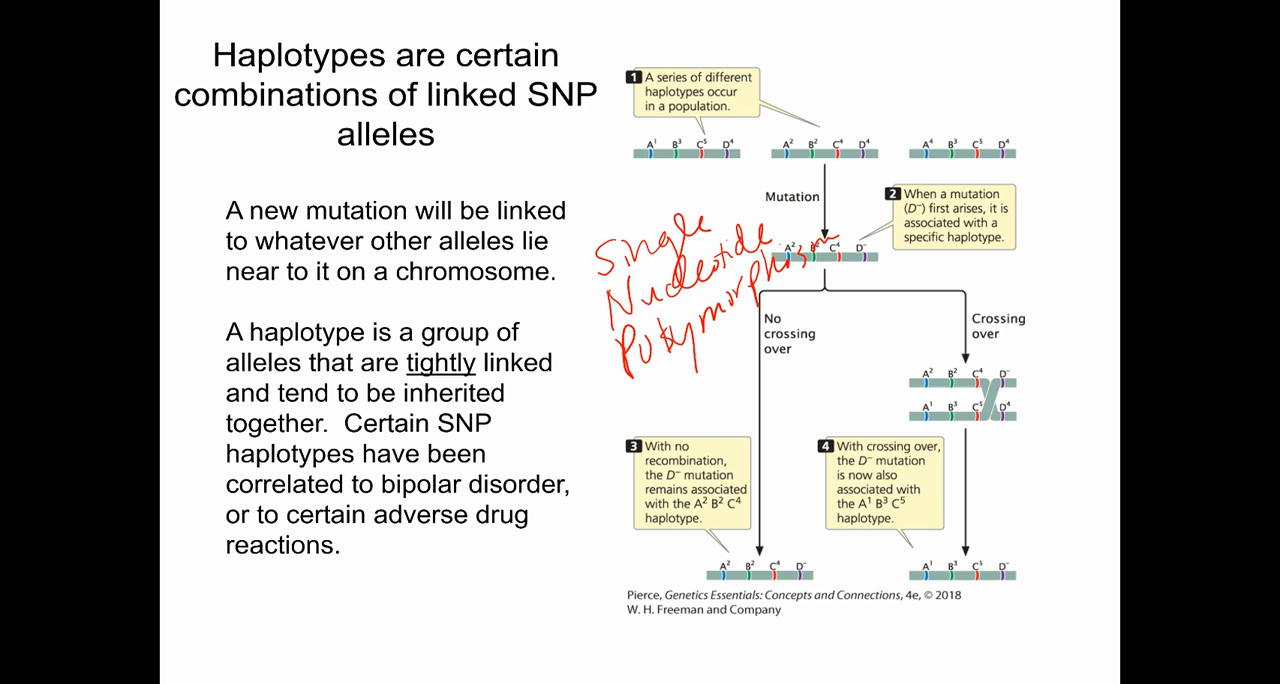 Haplotypes are certain
combinations of linked SNP
alleles
A new mutation will be linked
to whatever other alleles lie
near to it on a chromosome.
A haplotype is a group of
alleles that are tightly linked
and tend to be inherited
together. Certain SNP
haplotypes have been
correlated to bipolar disorder,
or to certain adverse drug
reactions.
1 A series of different
haplotypes occur
in a population.
A¹ B³ C⁵ D⁴
A² B² C⁴ D⁴
A⁴ B³ C⁵ D⁴
Mutation
2 When a mutation
(D⁻) first arises, it is
associated with a
specific haplotype.
A² C⁴ D⁻
Single
Nucleotide
Polymorphism
No
crossing
over
Crossing
over
A² B² C⁴ D⁻
A¹ B³ C⁵ D⁴
3 With no
recombination,
the D⁻ mutation
remains associated
with the A² B² C⁴
haplotype.
4 With crossing over,
the D⁻ mutation
is now also
associated with
the A¹ B³ C⁵
haplotype.
A² B² C⁴ D⁻
A¹ B³ C⁵ D⁻
Pierce, Genetics Essentials: Concepts and Connections, 4e, © 2018
W. H. Freeman and Company